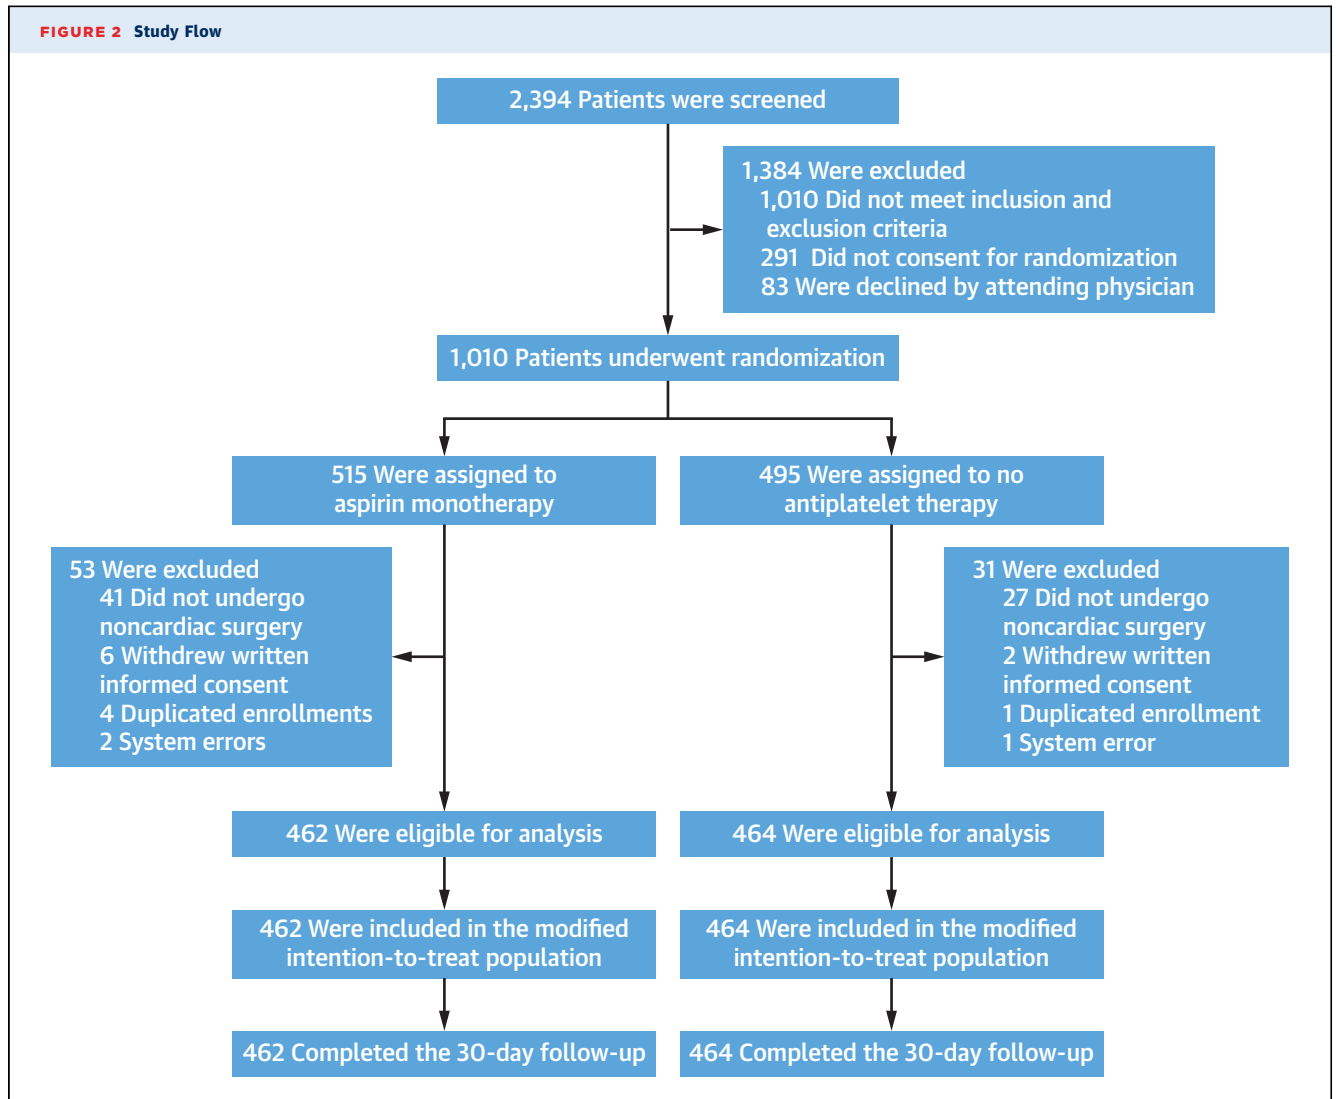 FIGURE 2 Study Flow
2,394 Patients were screened
1,384 Were excluded
1,010 Did not meet inclusion and
exclusion criteria
291 Did not consent for randomization
83 Were declined by attending physician
1,010 Patients underwent randomization
515 Were assigned to
aspirin monotherapy
495 Were assigned to no
antiplatelet therapy
53 Were excluded
41 Did not undergo
noncardiac surgery
6 Withdrew written
informed consent
4 Duplicated enrollments
2 System errors
31 Were excluded
27 Did not undergo
noncardiac surgery
2 Withdrew written
informed consent
1 Duplicated enrollment
1 System error
462 Were eligible for analysis
464 Were eligible for analysis
462 Were included in the modified
intention-to-treat population
464 Were included in the modified
intention-to-treat population
462 Completed the 30-day follow-up
464 Completed the 30-day follow-up